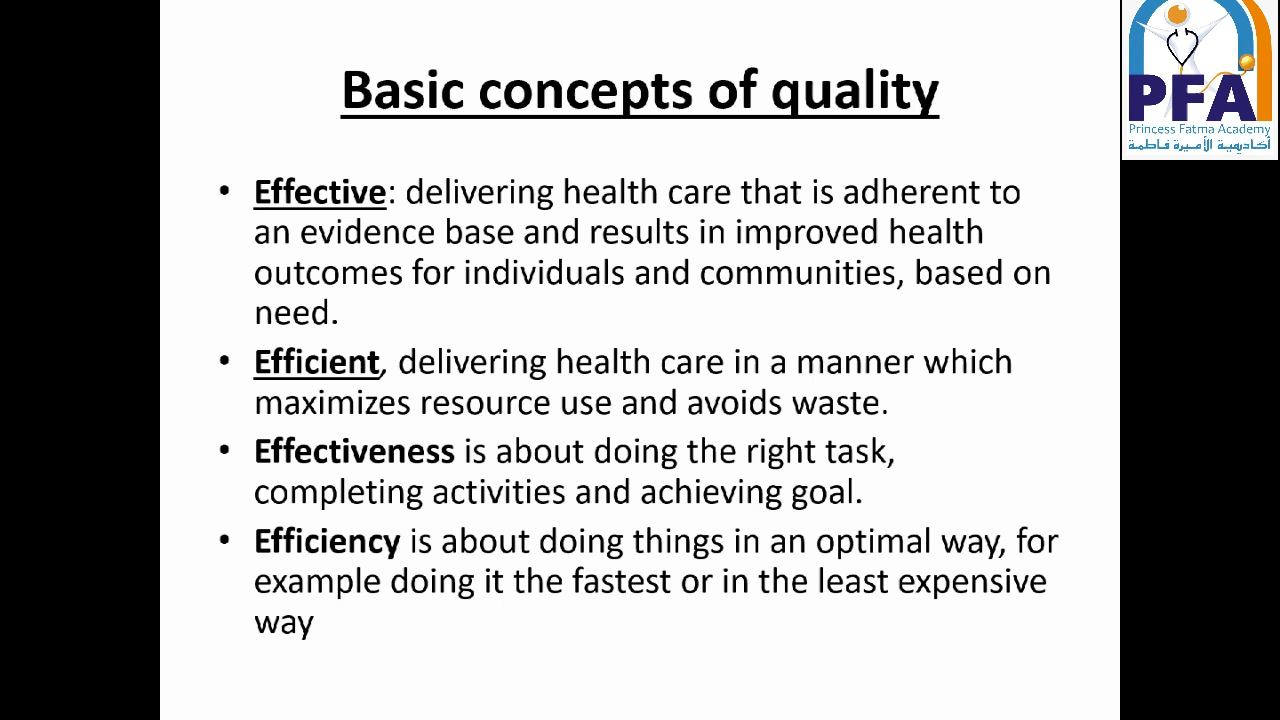 Basic concepts of quality
PFA
Princess Fatma Academy
أكاديمية الأميرة فاطمة
• Effective: delivering health care that is adherent to
an evidence base and results in improved health
outcomes for individuals and communities, based on
need.
• Efficient, delivering health care in a manner which
maximizes resource use and avoids waste.
• Effectiveness is about doing the right task,
completing activities and achieving goal.
• Efficiency is about doing things in an optimal way, for
example doing it the fastest or in the least expensive
way